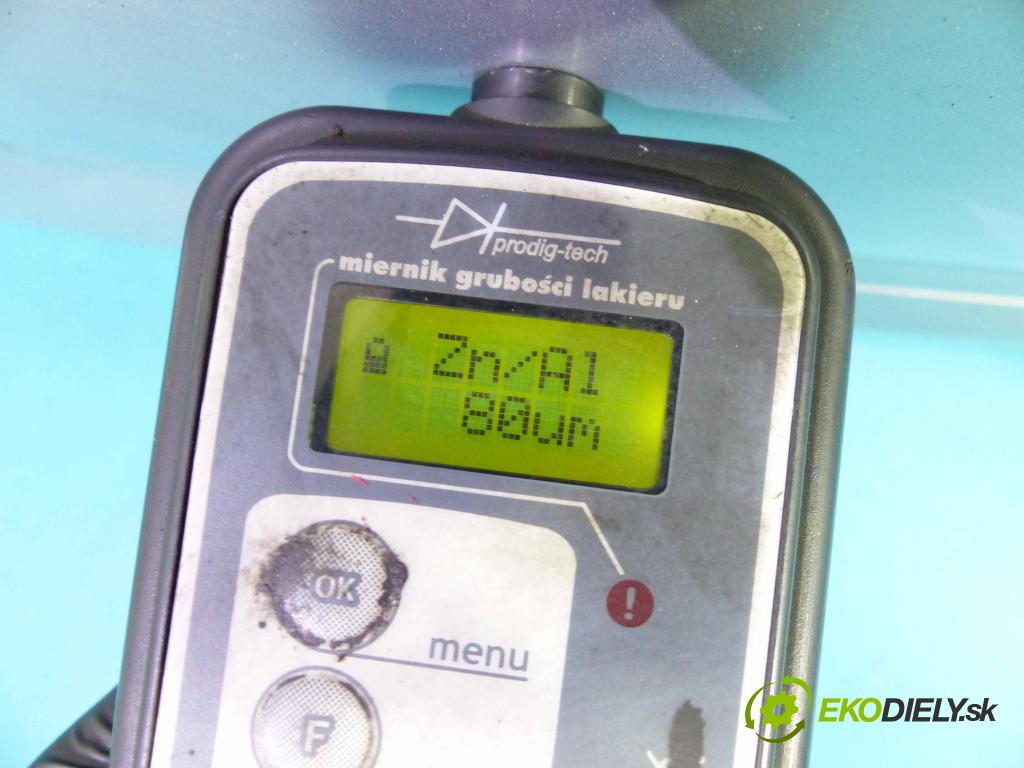 prodig-tech
miernik grubości lakieru
Zn/Al
80um
OK
menu
F
!
EKODIELY.sk